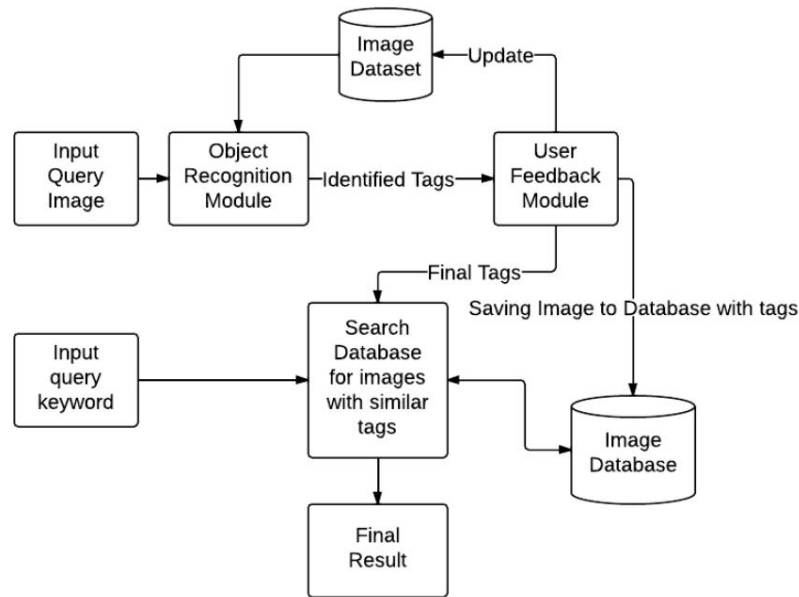 Image
Dataset
Update
Input
Query
Image
Object
Recognition
Module
Identified Tags
User
Feedback
Module
Final Tags
Saving Image to Database with tags
Input
query
keyword
Search
Database
for images
with similar
tags
Image
Database
Final
Result